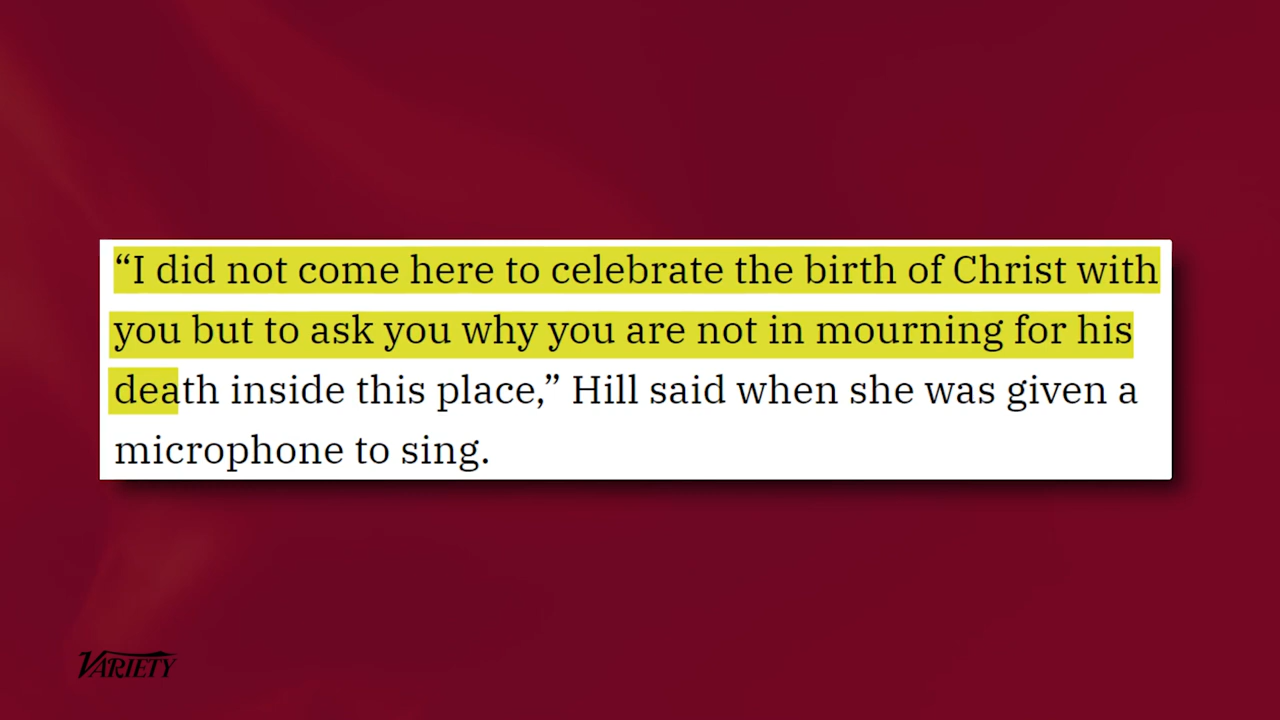 “I did not come here to celebrate the birth of Christ with
you but to ask you why you are not in mourning for his
death inside this place,” Hill said when she was given a
microphone to sing.
VARIETY